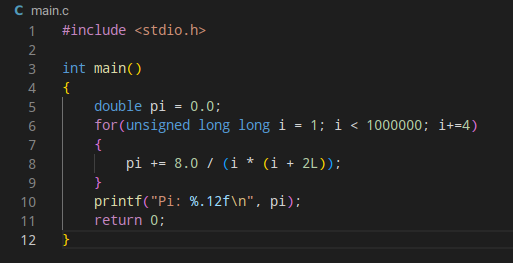 C main.c
1 #include <stdio.h>
2
3 int main()
4 {
5 double pi = 0.0;
6 for(unsigned long long i = 1; i < 1000000; i+=4)
7 {
8 pi += 8.0 / (i * (i + 2L));
9 }
10 printf("Pi: %.12f\n", pi);
11 return 0;
12 }